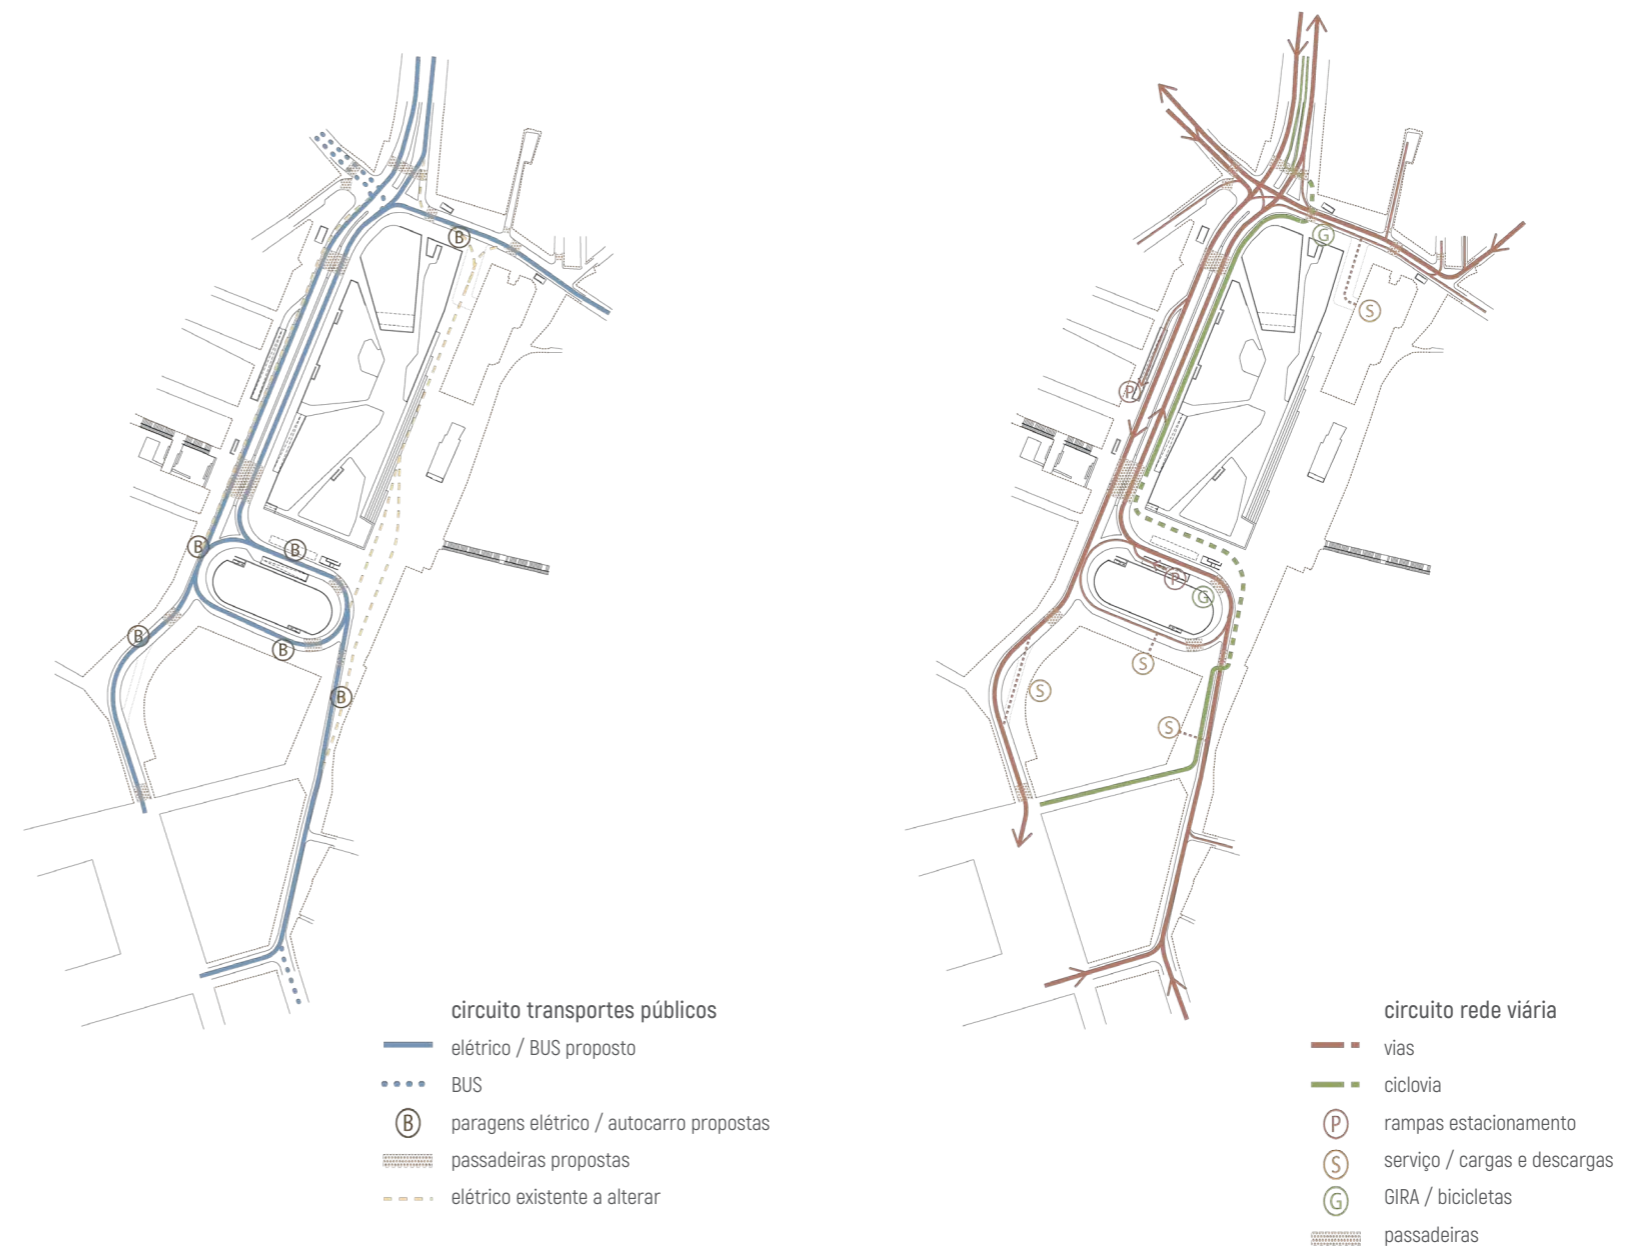 B
B
B
B
B
B
circuito transportes públicos
elétrico / BUS proposto
BUS
B paragens elétrico / autocarro propostas
passadeiras propostas
elétrico existente a alterar
G
S
P
P
G
S
S
S
circuito rede viária
vias
ciclovia
P rampas estacionamento
S serviço / cargas e descargas
G GIRA / bicicletas
passadeiras